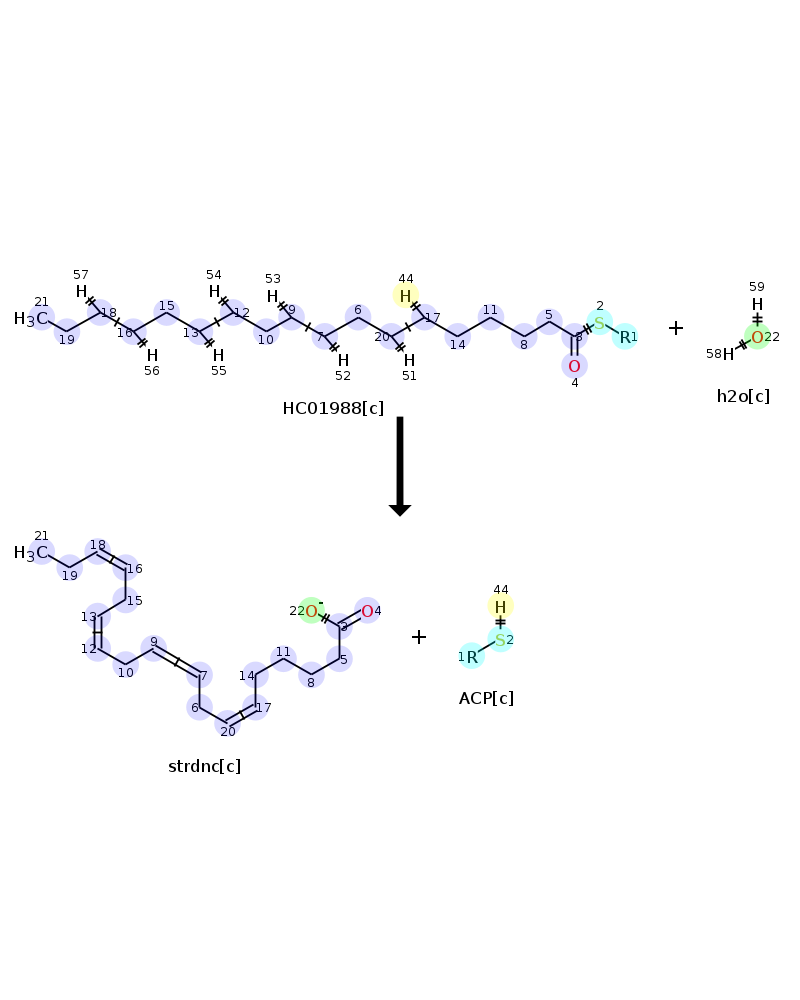 59
57 54 53 44
H H H H H
21 18 15 12 9 6 17 11 5 2
H3C S
19 16 13 10 7 20 14 8 3 R1 + O22
H H H H O 58H
56 55 52 51 4
HC01988[c] h2o[c]
21 18 44
H3C 16 H
19 15 22O- O4
13 9 3 + S2
12 10 7 14 11 8 5 1R
6 20 17 ACP[c]
strdnc[c]